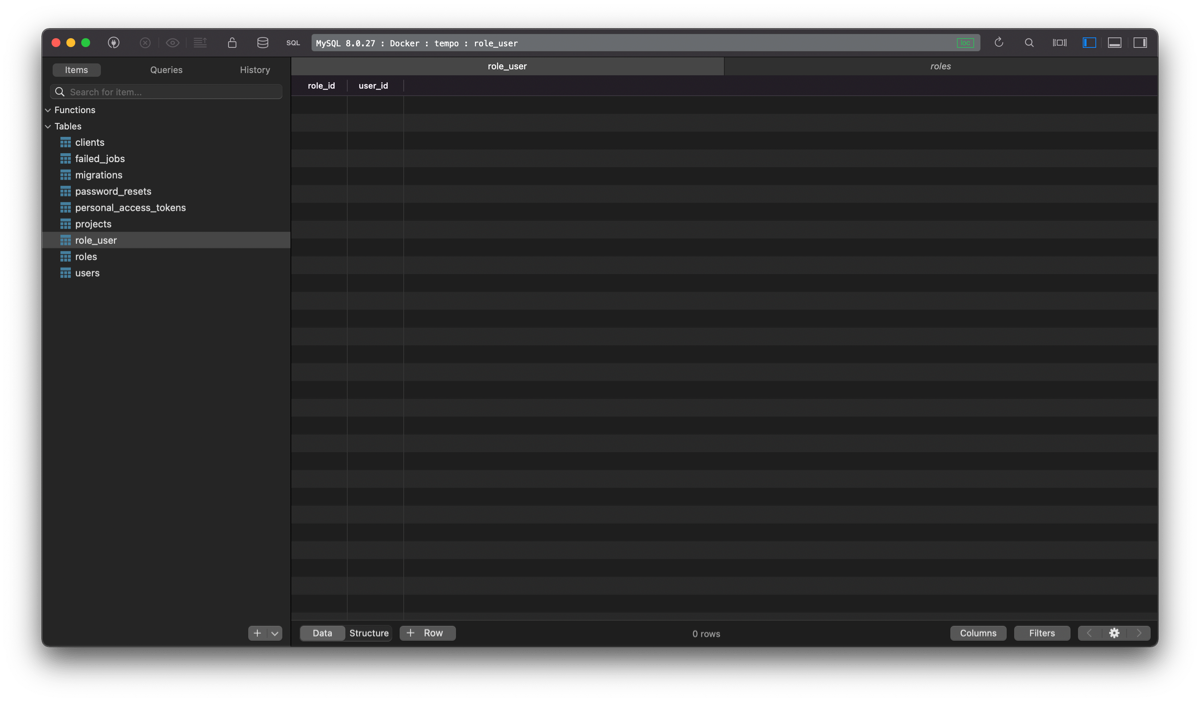 SQL
MySQL 8.0.27 : Docker : tempo : role_user
Items
Queries
History
Search for item...
Functions
Tables
clients
failed_jobs
migrations
password_resets
personal_access_tokens
projects
role_user
roles
users
role_user
roles
role_id
user_id
Data
Structure
+ Row
0 rows
Columns
Filters